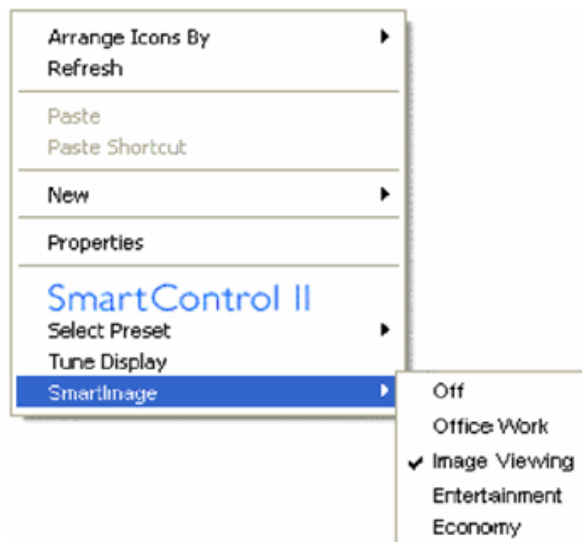 Arrange Icons By
Refresh
Paste
Paste Shortcut
New
Properties
SmartControl II
Select Preset
Tune Display
SmartImage
Off
Office Work
Image Viewing
Entertainment
Economy